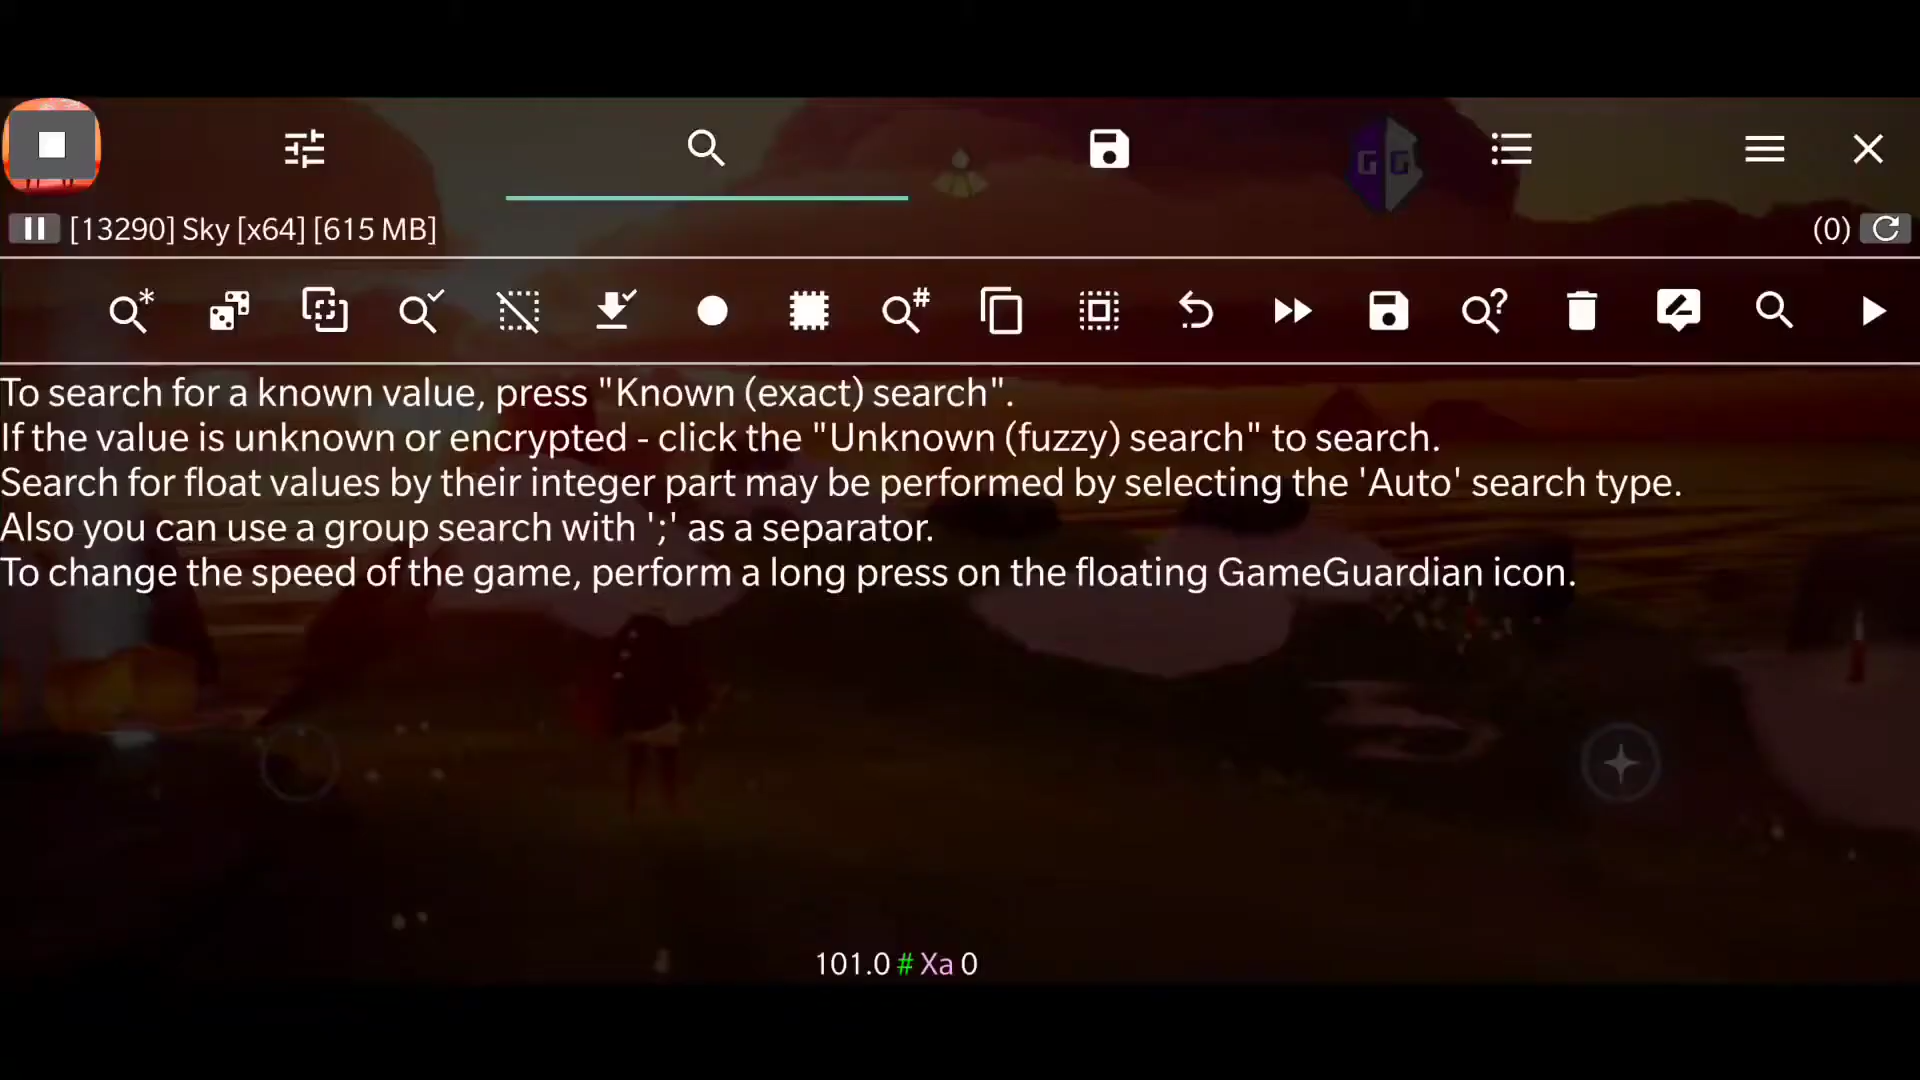 GG
[13290] Sky [x64] [615 MB]
(0)
To search for a known value, press "Known (exact) search".
If the value is unknown or encrypted - click the "Unknown (fuzzy) search" to search.
Search for float values by their integer part may be performed by selecting the 'Auto' search type.
Also you can use a group search with ';' as a separator.
To change the speed of the game, perform a long press on the floating GameGuardian icon.
101.0 # Xa 0